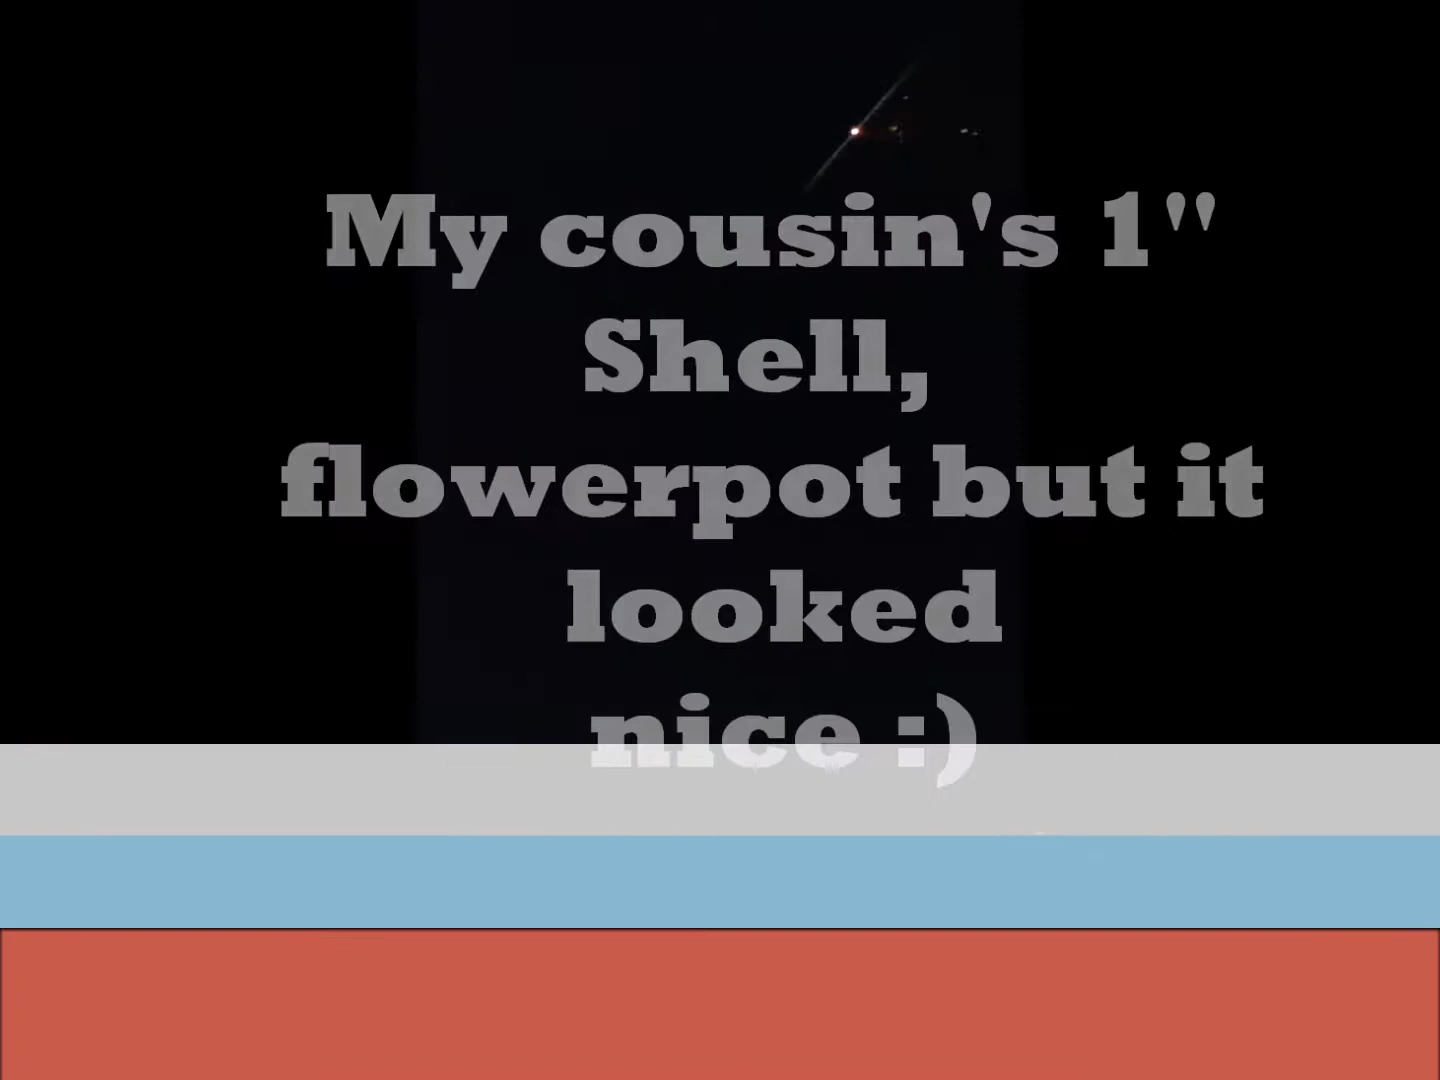 My cousin's 1"
Shell,
flowerpot but it
looked
nice :)